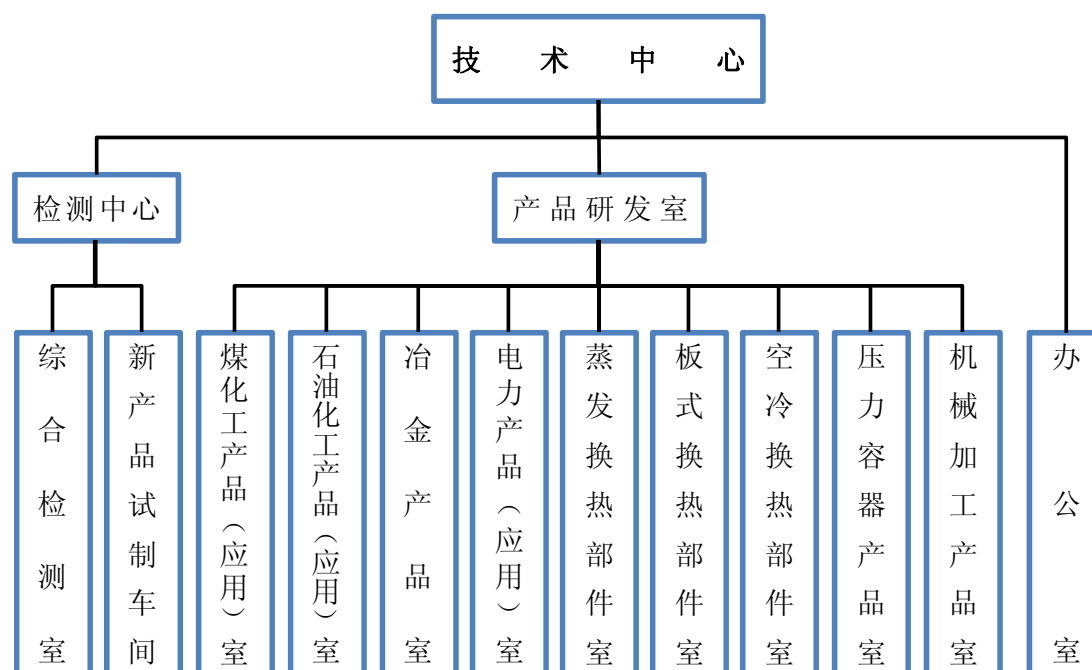 技术中心
检测中心
产品研发室
综合检测室
新产品试制车间
煤化工产品（应用）室
石油化工产品（应用）室
冶金产品室
电力产品（应用）室
蒸发换热部件室
板式换热部件室
空冷换热部件室
压力容器产品室
机械加工产品室
办公室